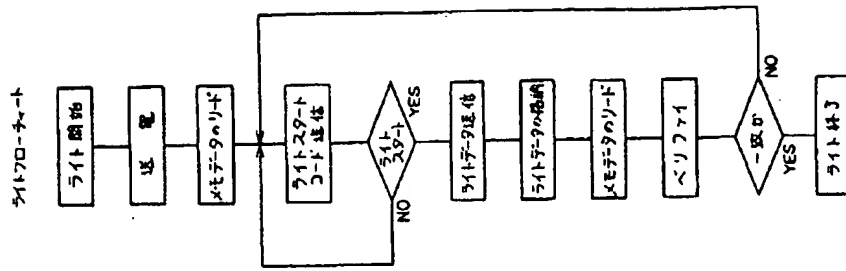 ライトフローチャート
ライト開始
送電
メモデータのリード
ライトスタート
コード送信
ライト
スタート
YES
NO
ライトデータ送信
ライトデータの格納
メモデータのリード
ベリファイ
一致か
NO
YES
ライト終了